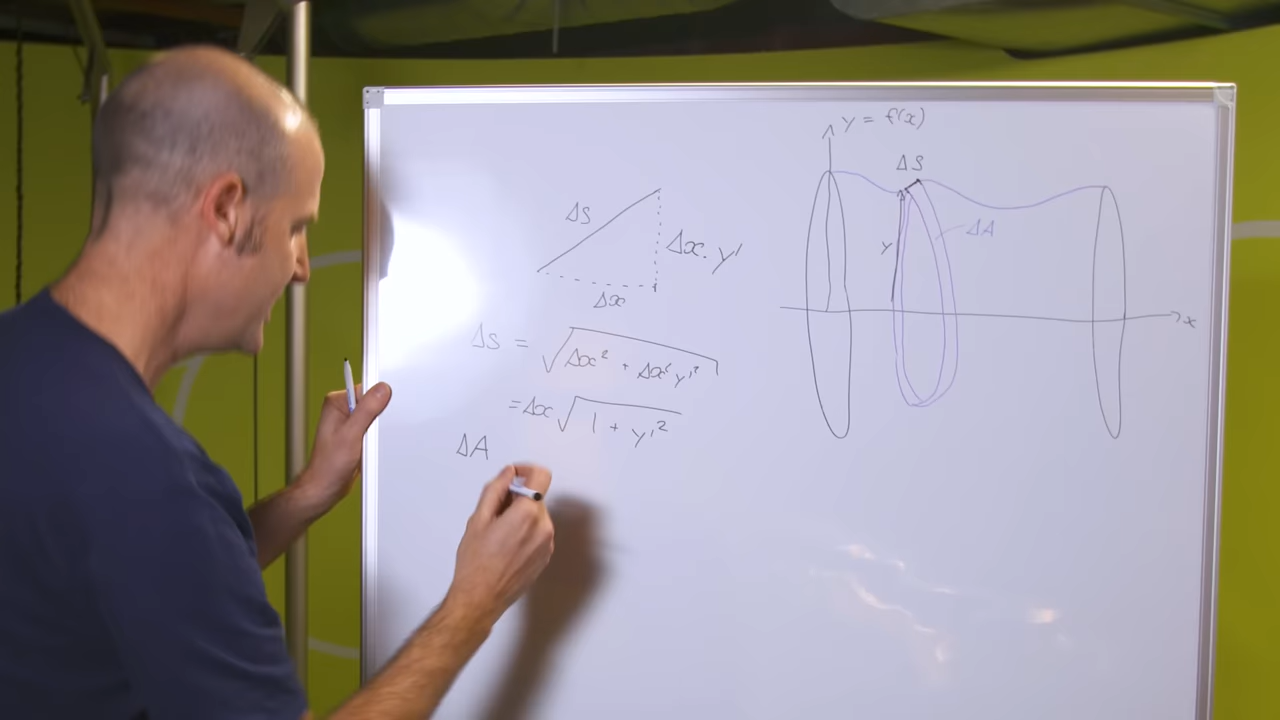 ΔS
Δx. y'
Δx
ΔS = √Δx² + Δx² y'²
= Δx √1 + y'²
ΔA
y = f(x)
ΔS
ΔA
y
x